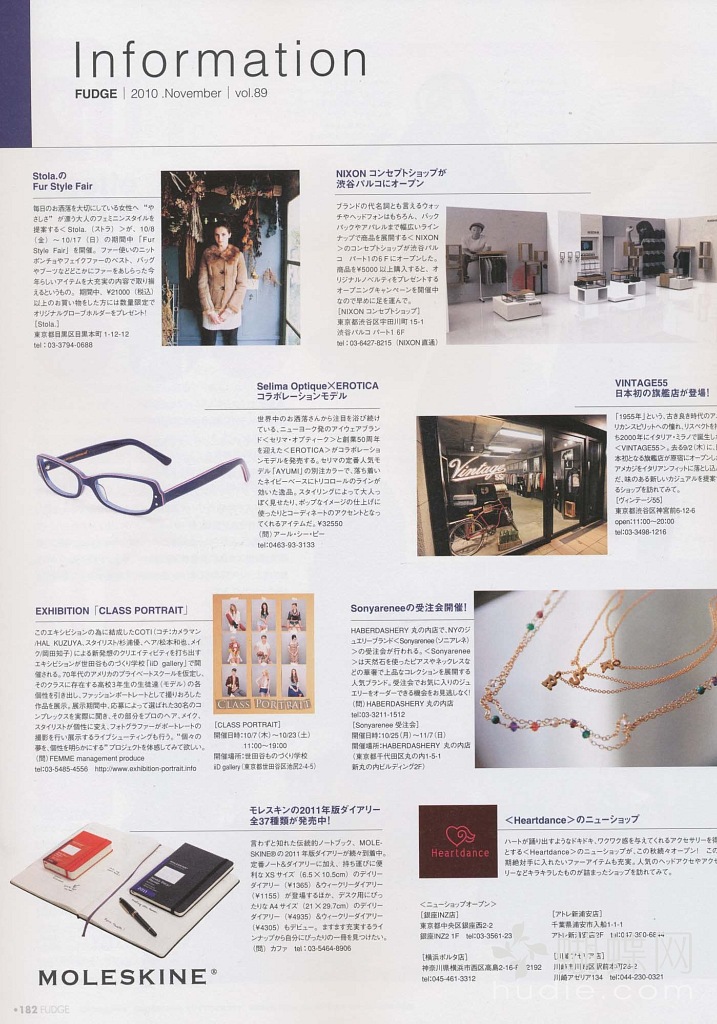 Information
FUDGE | 2010 .November | vol.89
Stola.の
Fur Style Fair
毎日のお洒落を大切にしている女性へ “や
さしさ” が漂う大人のフェミニンスタイルを
提案する< Stola.（ストラ）>が、10/8
（金）～ 10/17（日）の期間中「Fur
Style Fair」を開催。ファー使いのニット
ポンチョやフェイクファーのベスト、バッグ
やブーツなどどこかにファーをあしらった今
年らしいアイテムを大充実の内容で取り揃
えるというもの。期間中、¥21000（税込）
以上のお買い物をした方には数量限定で
オリジナルグローブホルダーをプレゼント!
［Stola.］
東京都目黒区目黒本町 1-12-12
tel：03-3794-0688
NIXON コンセプトショップが
渋谷パルコにオープン
ブランドの代名詞とも言えるウォッ
チやヘッドフォンはもちろん、バック
パックやアパレルまで幅広いライン
ナップで商品を展開する< NIXON
>のコンセプトショップが渋谷パル
コ パート1の6Fにオープンした。
商品を¥5000 以上購入すると、オ
リジナルノベルティをプレゼントする
オープニングキャンペーンを開催中
なので早めに足を運んで。
［NIXON コンセプトショップ］
東京都渋谷区宇田川町 15-1
渋谷パルコ パート1 6F
tel：03-6427-8215（NIXON 直通）
Selima Optique×EROTICA
コラボレーションモデル
世界中のお洒落さんから注目を浴び続け
ている、ニューヨーク発のアイウェアブラン
ド<セリマ・オプティーク>と創業50周年
を迎えた<EROTICA>がコラボレーショ
ンモデルを発売する。セリマの定番人気モ
デル「AYUMI」の別注カラーで、落ち着い
たネイビーベースにトリコロールのラインが
効いた逸品。スタイリングによって大人っ
ぽく見せたり、ポップなイメージの仕上げに
使ったりとコーディネートのアクセントとなっ
てくれるアイテムだ。¥32550
（問）アール・シー・ビー
tel：0463-93-3133
VINTAGE55
日本初の旗艦店が登場!
「1955年」という、古き良き時代のア
リカンスピリットへの憧れ、リスペクトを
ち2000年にイタリア・ミラノで誕生し
<VINTAGE55>。去る9/2（木）に、
本初となる旗艦店が原宿にオープンし
アメカジをイタリアンフィットに落とし込
だ、味のある新しいカジュアルを提案
るショップを訪れてみて。
［ヴィンテージ55］
東京都渋谷区神宮前6-12-6
open：11:00～20:00
tel：03-3498-1216
Vintage
55
EXHIBITION「CLASS PORTRAIT」
このエキシビションの為に結成したCOTI（コチ：カメラマン
/HAL KUZUYA、スタイリスト/杉浦優、ヘア/松本和也、メイ
ク/岡田知子）による新発想のクリエイティビティを打ち出す
エキシビションが世田谷ものづくり学校「iiD gallery」で開
催される。70年代のアメリカのプライベートスクールを仮定し、
そのクラスに存在する高校3年生の生徒達（モデル）の各
個性を引き出し、ファッションポートレートとして撮りおろした
作品を展示。展示期間中、応募によって選ばれた30名のコ
ンプレックスを実際に聞き、その部分をプロのヘア、メイク、
スタイリストが個性に変え、フォトグラファーがポートレートの
撮影を行い展示するライブシューティングも行う。“個々の
夢を、個性を明らかにする”プロジェクトを体感してみて欲しい。
（問）FEMME management produce
tel：03-5485-4556 http://www.exhibition-portrait.info
CLASS PORTRAIT
［CLASS PORTRAIT］
開催日時：10/7（木）～10/23（土）
11:00～19:00
開催場所：世田谷ものづくり学校
iiD gallery（東京都世田谷区池尻2-4-5）
Sonyareneeの受注会開催!
HABERDASHERY 丸の内店で、NYのジ
ュエリーブランド<Sonyarenee（ソニアレネ）
>の受注会が行われる。<Sonyarenee
>は天然石を使ったピアスやネックレスな
どの華奢で上品なコレクションを展開する
人気ブランド。受注会でお気に入りのジュ
エリーをオーダーできる機会をお見逃しなく!
（問）HABERDASHERY 丸の内店
tel：03-3211-1512
［Sonyarenee 受注会］
開催日時：10/25（月）～11/7（日）
開催場所：HABERDASHERY 丸の内店
（東京都千代田区丸の内1-5-1
新丸の内ビルディング2F）
モレスキンの2011年版ダイアリー
全37種類が発売中!
言わずと知れた伝統的ノートブック、MOLE-
SKINE®の 2011 年版ダイアリーが続々到着中。
定番ノート&ダイアリーに加え、持ち運びに便
利な XS サイズ（6.5 × 10.5cm）のデイリー
ダイアリー（¥1365）&ウィークリーダイアリー
（¥1155）が登場するほか、デスク用にぴっ
たりな A4 サイズ（21 × 29.7cm）のデイリー
ダイアリー（¥4935）&ウィークリーダイアリー
（¥4305）もデビュー。ますます充実するライ
ンナップから自分にぴったりの一冊を見つけたい。
（問）カファ tel：03-5464-8906
MOLESKINE®
Heartdance
<Heartdance>のニューショップ
ハートが踊り出すようなドキドキ、ワクワク感を与えてくれるアクセサリーを得
とする<Heartdance>のニューショップが、この秋続々オープン! この
期絶対手に入れたいファーアイテムも充実。人気のヘッドアクセやアクセ
リーなどキラキラしたものが詰まったショップを訪れてみて。
<ニューショップオープン>
［銀座INZ店］
東京都中央区銀座西2-2
銀座INZ2 1F tel：03-3561-23
［アトレ新浦安店］
千葉県浦安市入船1-1-1
［横浜ポルタ店］
神奈川県横浜市西区高島2-16-
2192
tel：045-461-3312
川崎アゼリア134 tel：044-230-0321
hudie.com
•182 FUDGE